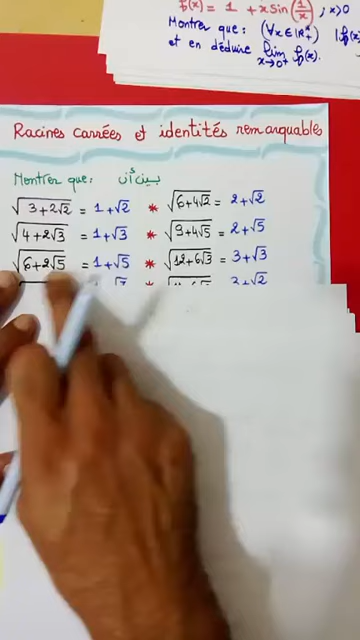 f(x) = 1 + x sin(1/x) ; x>0
Montrer que : (∀x∈ℝ*₊) |f(x)
et en déduire lim f(x).
x→0⁺
Racines carrées et identités remarquables
Montrer que : بين أن
√(3+2√2) = 1+√2 * √(6+4√2) = 2+√2
√(4+2√3) = 1+√3 * √(9+4√5) = 2+√5
√(6+2√5) = 1+√5 * √(12+6√3) = 3+√3
3+√2